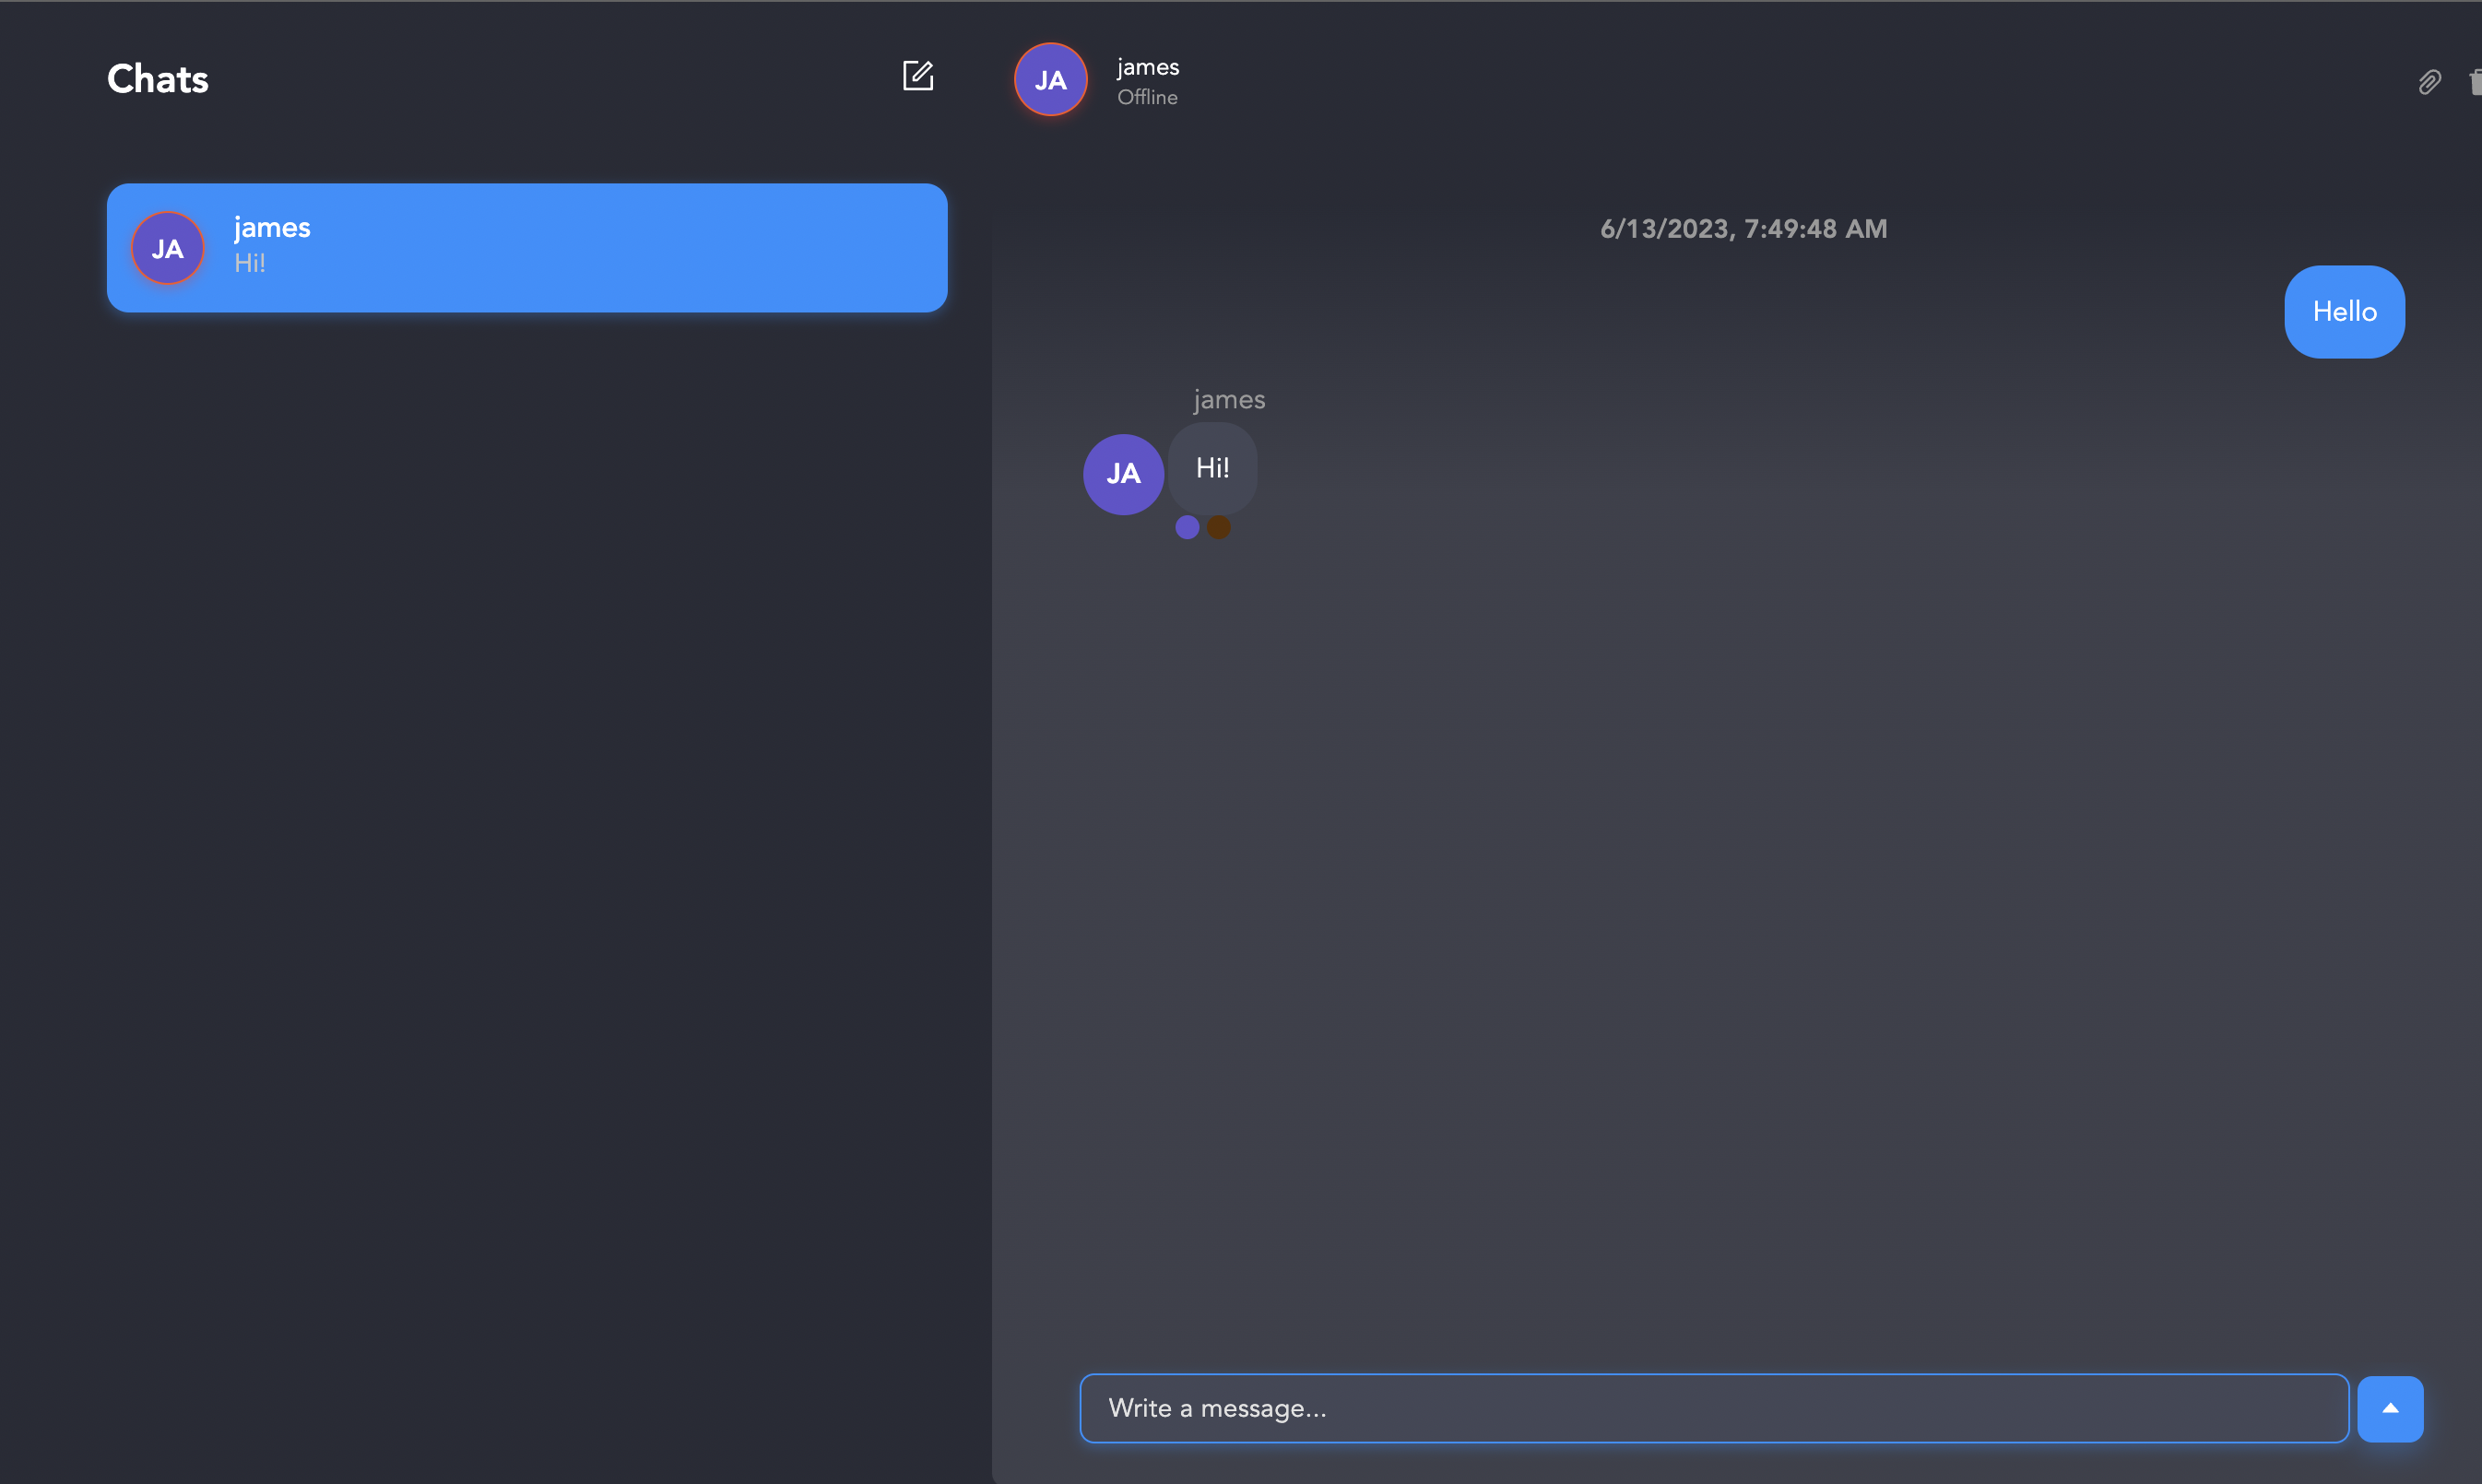 Chats
JA
james
Hi!
JA
james
Offline
6/13/2023, 7:49:48 AM
Hello
james
JA
Hi!
Write a message...